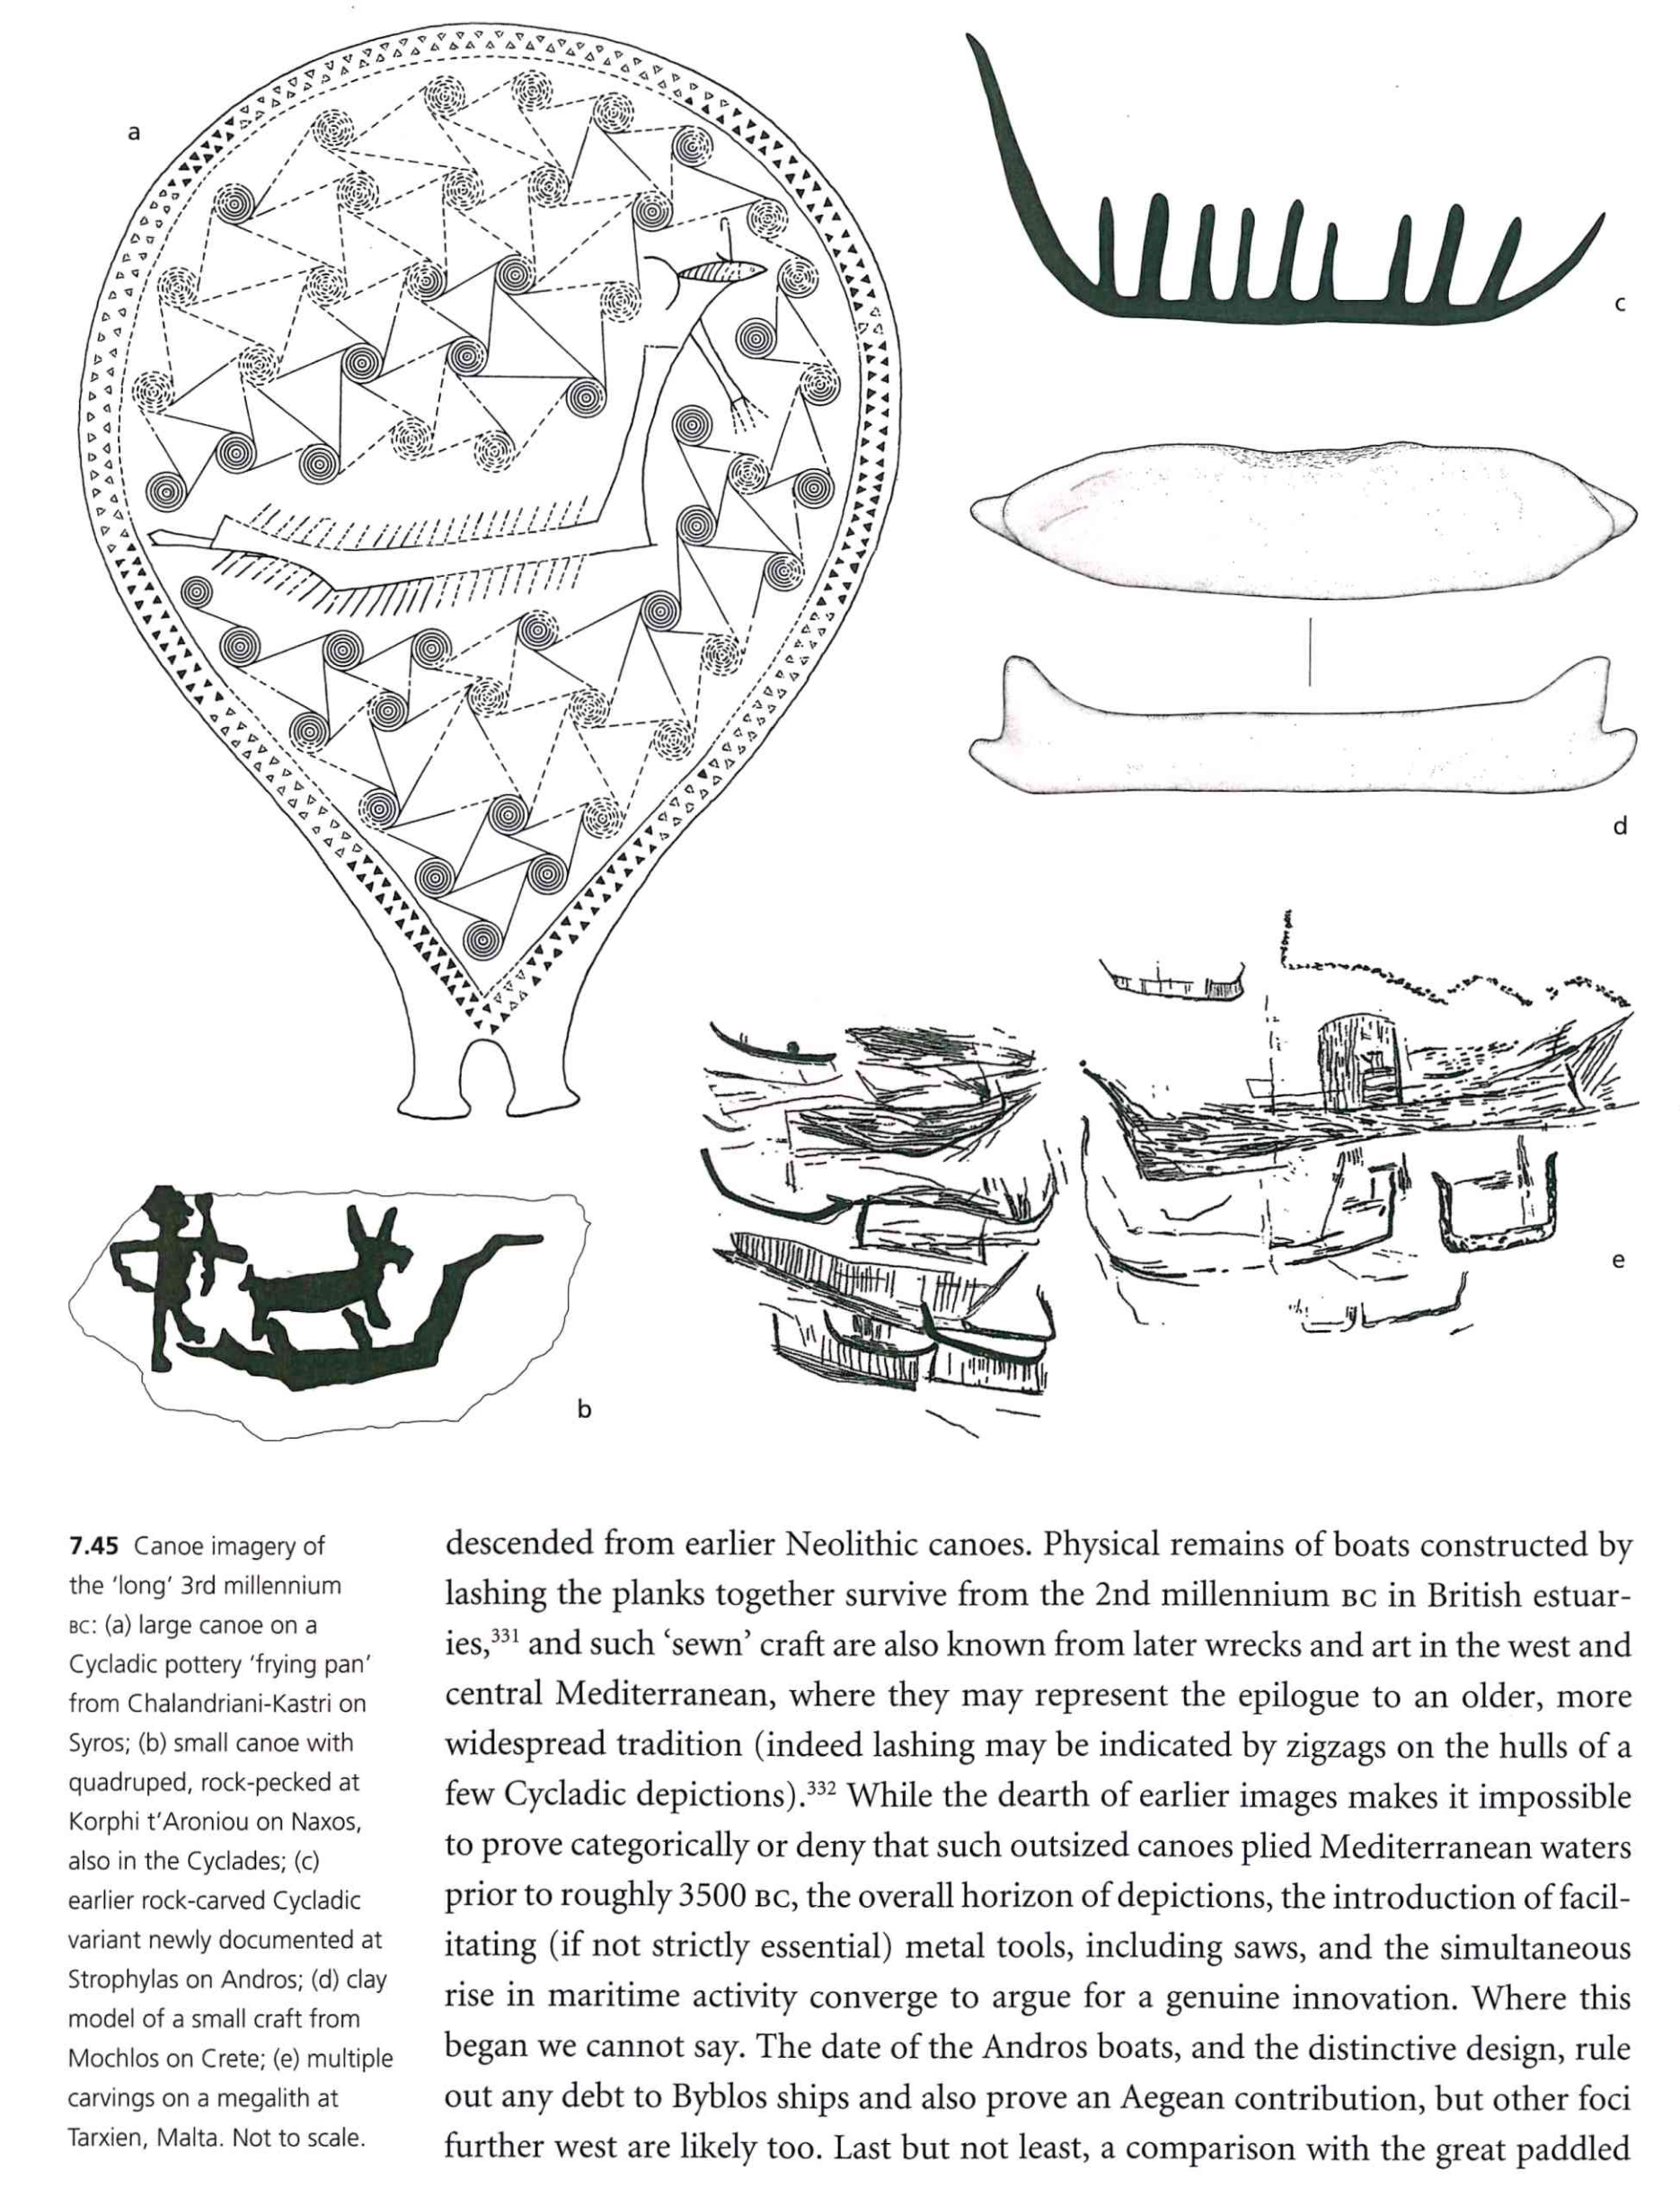 a
c
d
e
b
7.45 Canoe imagery of
the ‘long’ 3rd millennium
BC: (a) large canoe on a
Cycladic pottery ‘frying pan’
from Chalandriani-Kastri on
Syros; (b) small canoe with
quadruped, rock-pecked at
Korphi t’Aroniou on Naxos,
also in the Cyclades; (c)
earlier rock-carved Cycladic
variant newly documented at
Strophylas on Andros; (d) clay
model of a small craft from
Mochlos on Crete; (e) multiple
carvings on a megalith at
Tarxien, Malta. Not to scale.
descended from earlier Neolithic canoes. Physical remains of boats constructed by
lashing the planks together survive from the 2nd millennium BC in British estuar-
ies,³³¹ and such ‘sewn’ craft are also known from later wrecks and art in the west and
central Mediterranean, where they may represent the epilogue to an older, more
widespread tradition (indeed lashing may be indicated by zigzags on the hulls of a
few Cycladic depictions).³³² While the dearth of earlier images makes it impossible
to prove categorically or deny that such outsized canoes plied Mediterranean waters
prior to roughly 3500 BC, the overall horizon of depictions, the introduction of facil-
itating (if not strictly essential) metal tools, including saws, and the simultaneous
rise in maritime activity converge to argue for a genuine innovation. Where this
began we cannot say. The date of the Andros boats, and the distinctive design, rule
out any debt to Byblos ships and also prove an Aegean contribution, but other foci
further west are likely too. Last but not least, a comparison with the great paddled